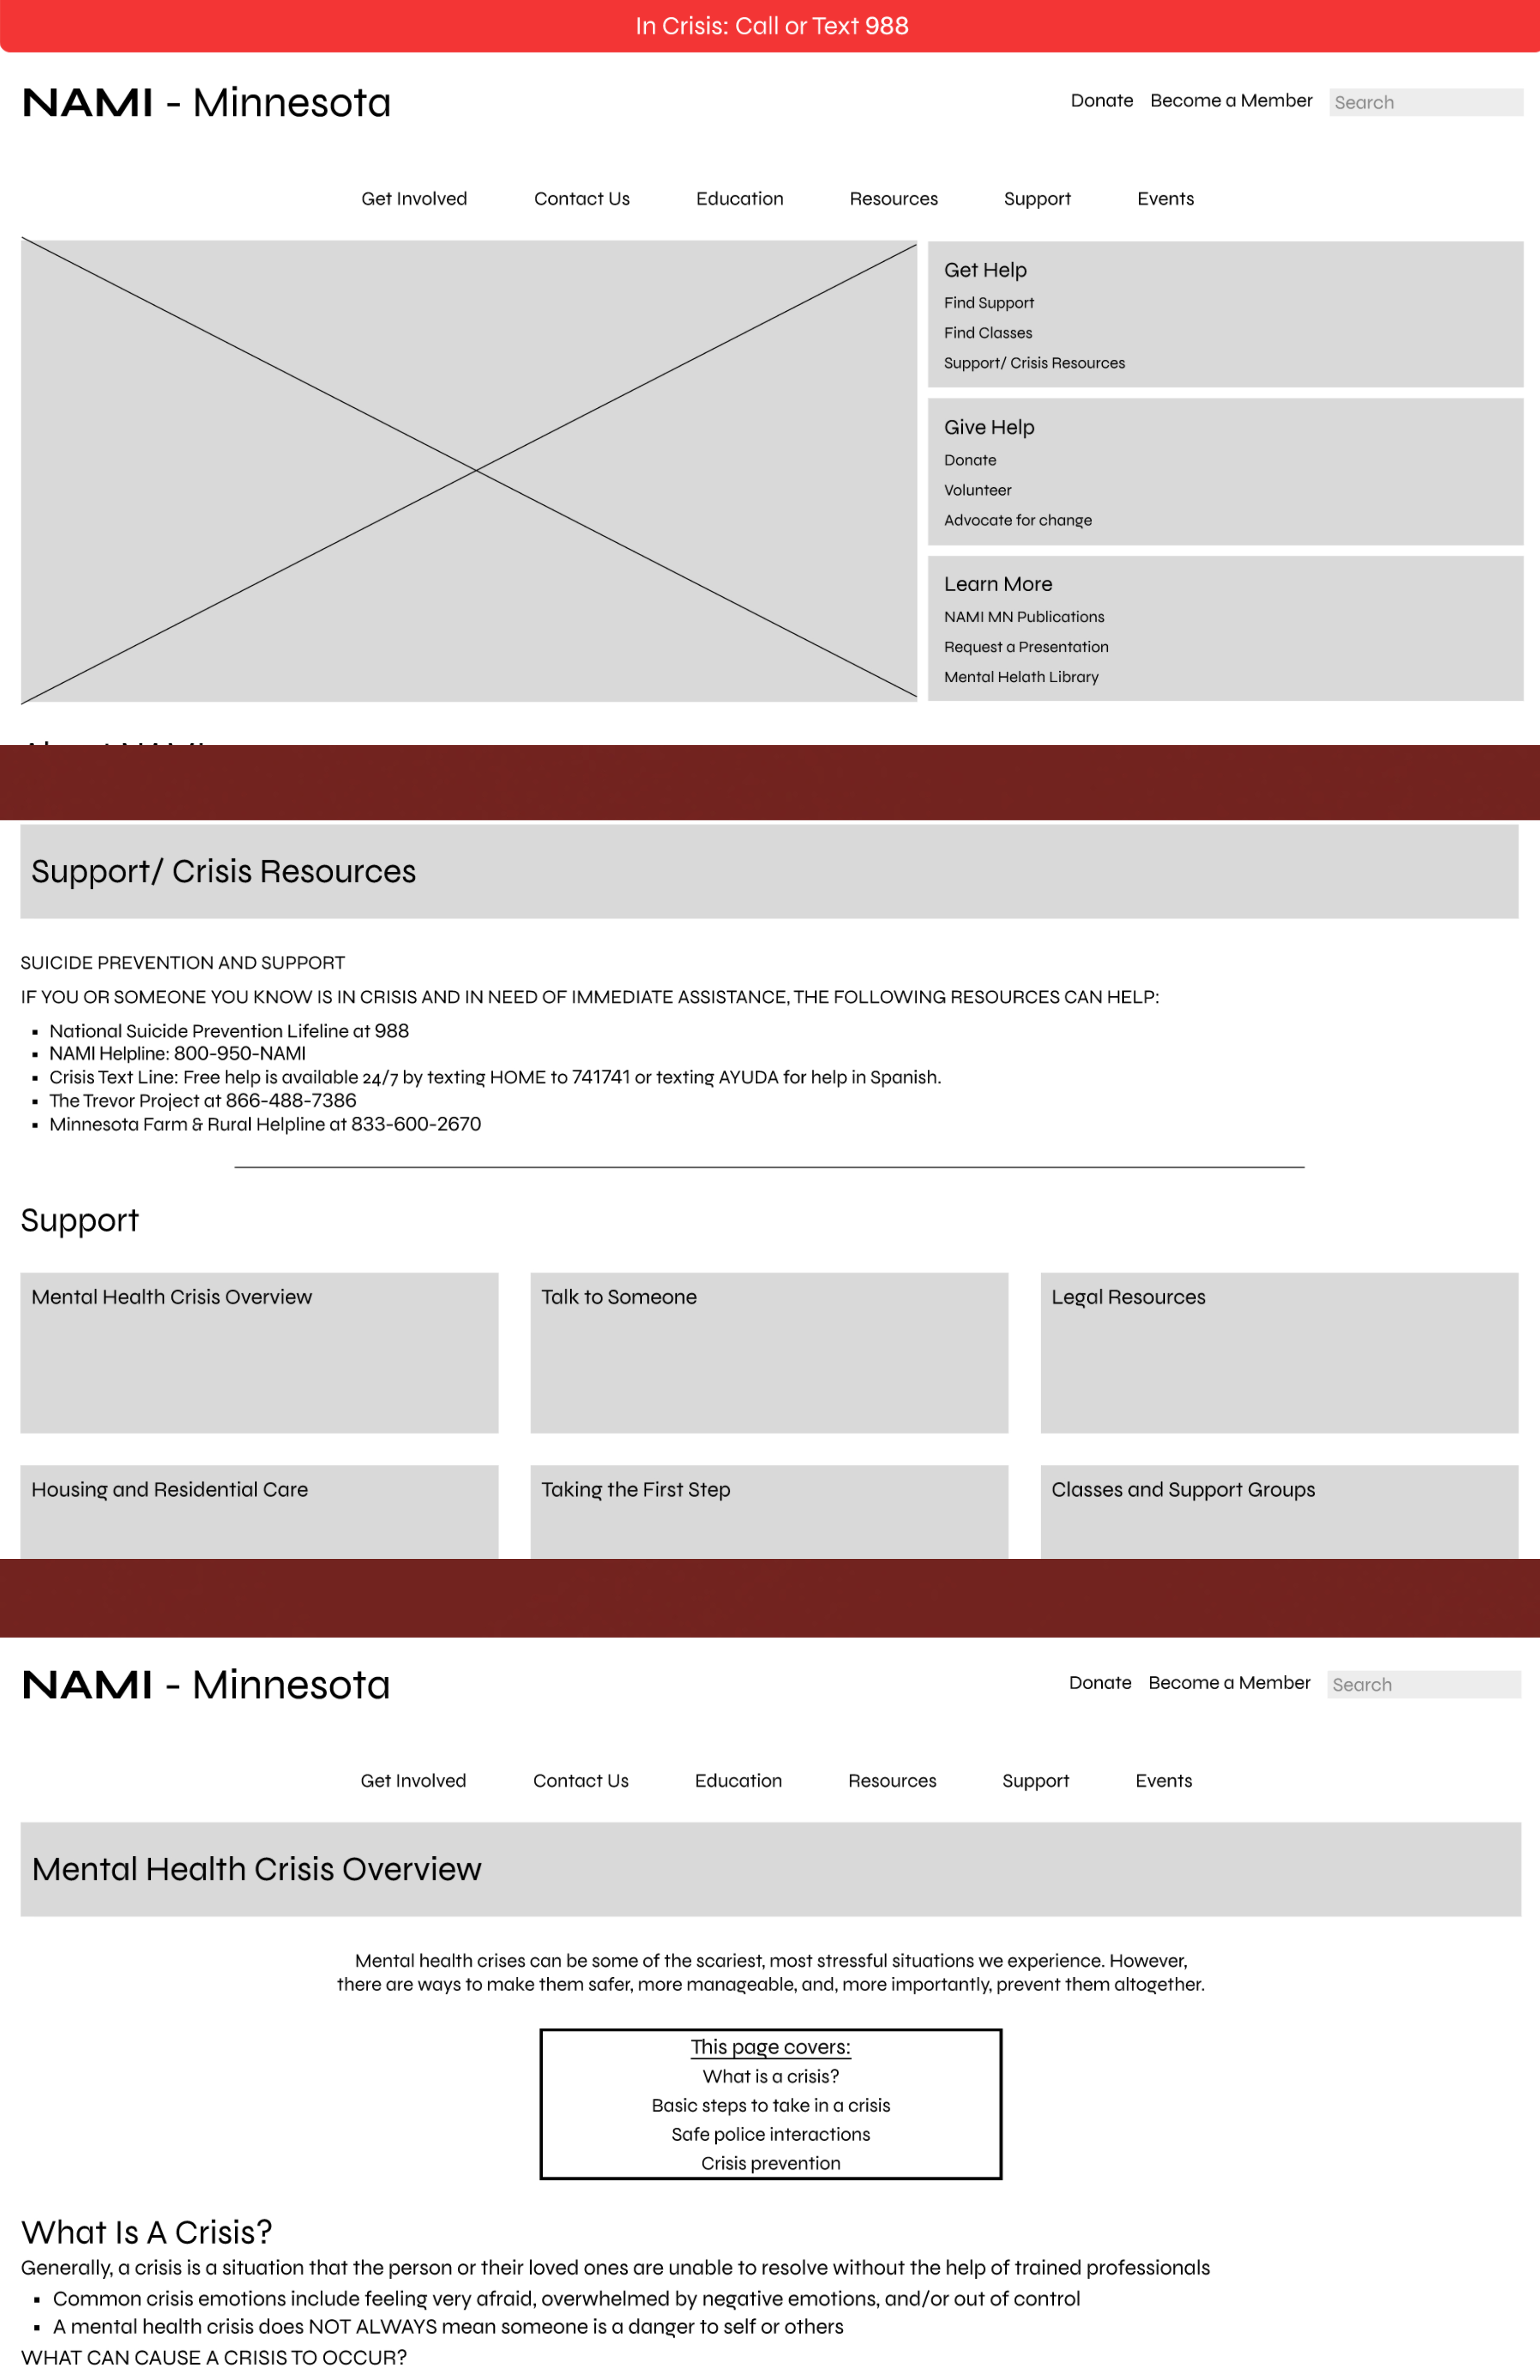 In Crisis: Call or Text 988
NAMI - Minnesota
Donate Become a Member Search
Get Involved Contact Us Education Resources Support Events
Get Help
Find Support
Find Classes
Support/ Crisis Resources
Give Help
Donate
Volunteer
Advocate for change
Learn More
NAMI MN Publications
Request a Presentation
Mental Helath Library
Support/ Crisis Resources
SUICIDE PREVENTION AND SUPPORT
IF YOU OR SOMEONE YOU KNOW IS IN CRISIS AND IN NEED OF IMMEDIATE ASSISTANCE, THE FOLLOWING RESOURCES CAN HELP:
▪ National Suicide Prevention Lifeline at 988
▪ NAMI Helpline: 800-950-NAMI
▪ Crisis Text Line: Free help is available 24/7 by texting HOME to 741741 or texting AYUDA for help in Spanish.
▪ The Trevor Project at 866-488-7386
▪ Minnesota Farm & Rural Helpline at 833-600-2670
Support
Mental Health Crisis Overview
Talk to Someone
Legal Resources
Housing and Residential Care
Taking the First Step
Classes and Support Groups
NAMI - Minnesota
Donate Become a Member Search
Get Involved Contact Us Education Resources Support Events
Mental Health Crisis Overview
Mental health crises can be some of the scariest, most stressful situations we experience. However,
there are ways to make them safer, more manageable, and, more importantly, prevent them altogether.
This page covers:
What is a crisis?
Basic steps to take in a crisis
Safe police interactions
Crisis prevention
What Is A Crisis?
Generally, a crisis is a situation that the person or their loved ones are unable to resolve without the help of trained professionals
▪ Common crisis emotions include feeling very afraid, overwhelmed by negative emotions, and/or out of control
▪ A mental health crisis does NOT ALWAYS mean someone is a danger to self or others
WHAT CAN CAUSE A CRISIS TO OCCUR?